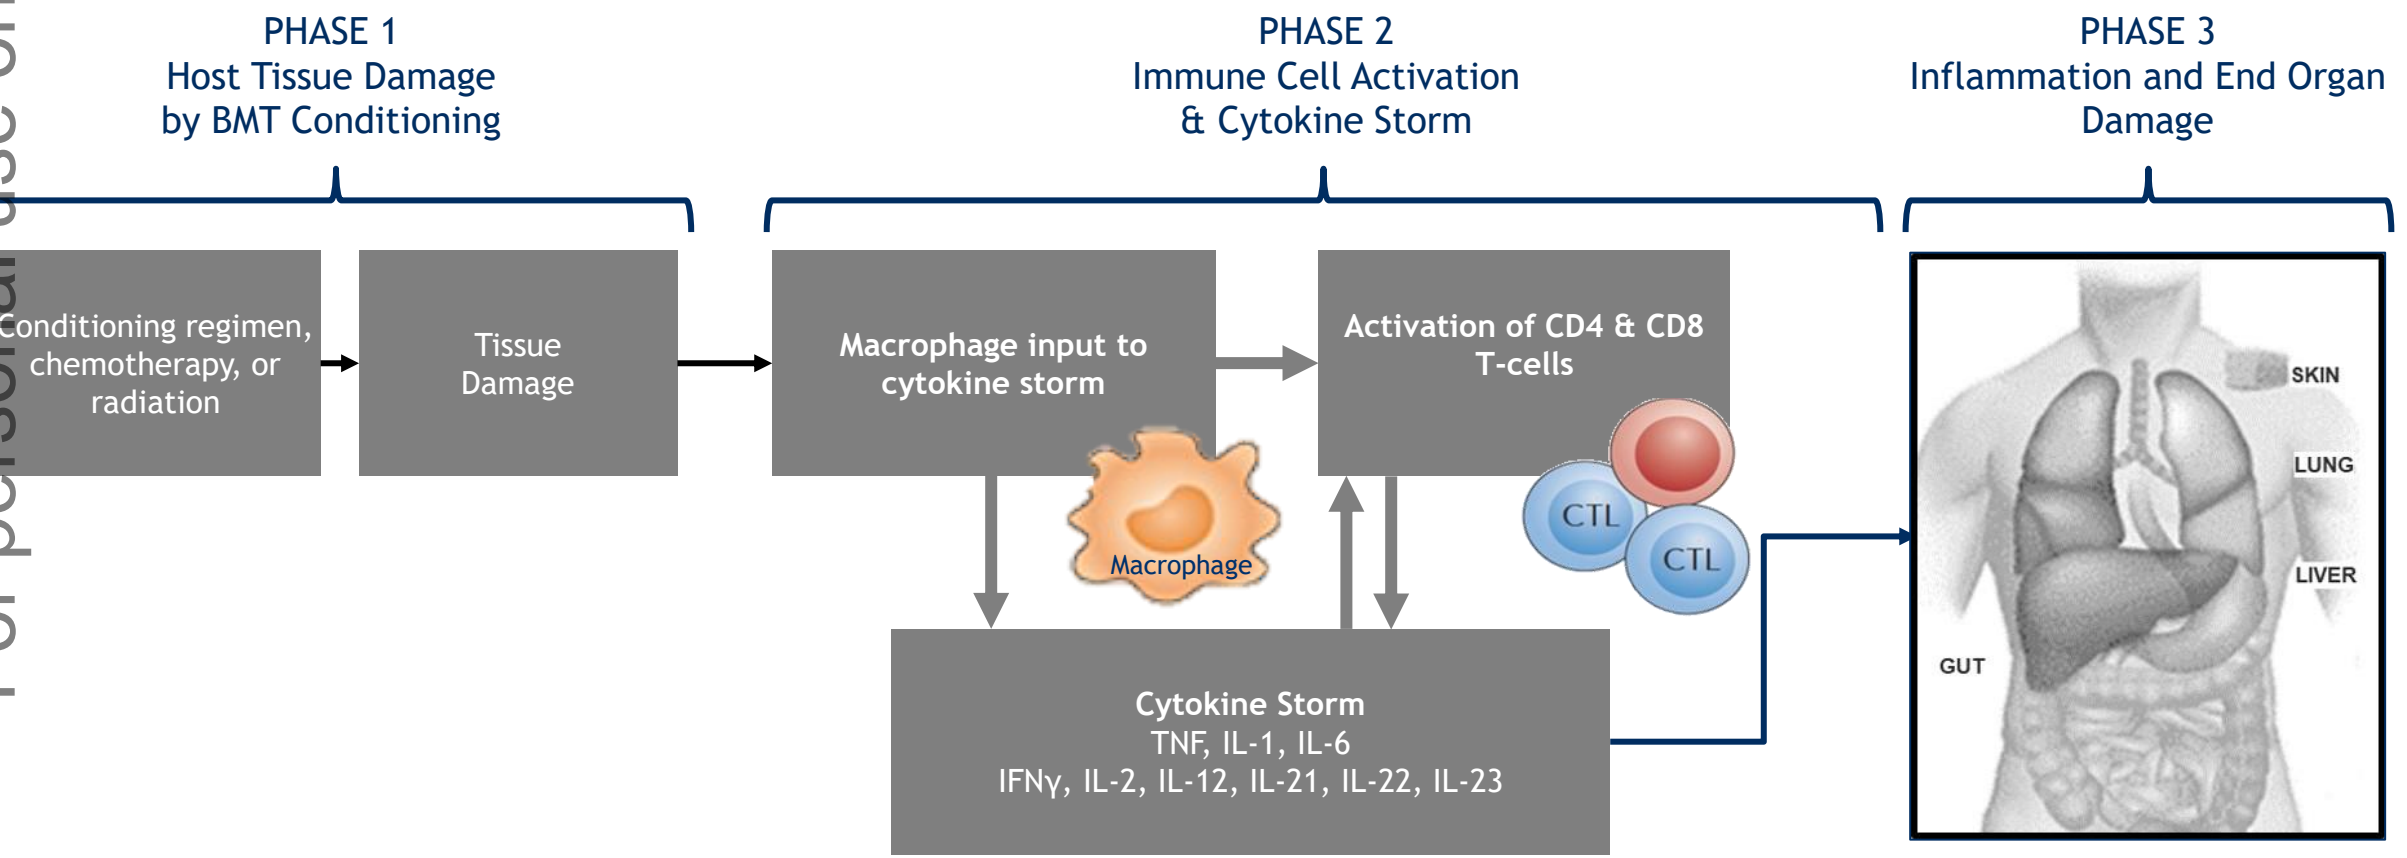 PHASE 1
Host Tissue Damage
by BMT Conditioning
PHASE 2
Immune Cell Activation
& Cytokine Storm
PHASE 3
Inflammation and End Organ
Damage
Conditioning regimen,
chemotherapy, or
radiation
Tissue
Damage
Macrophage input to
cytokine storm
Macrophage
Activation of CD4 & CD8
T-cells
CTL
CTL
Cytokine Storm
TNF, IL-1, IL-6
IFNγ, IL-2, IL-12, IL-21, IL-22, IL-23
SKIN
LUNG
LIVER
GUT
For personal use